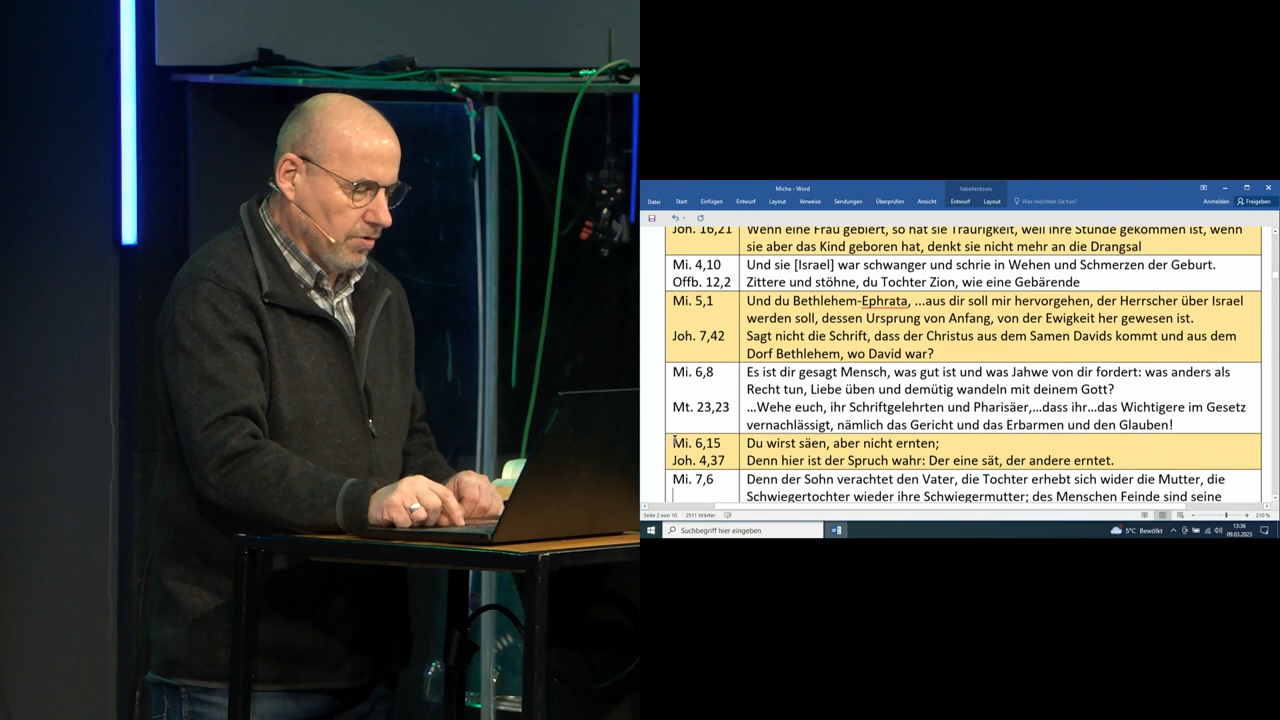 Micha - Word
Tabellentools
Datei Start Einfügen Entwurf Layout Verweise Sendungen Überprüfen Ansicht Entwurf Layout Was möchten Sie tun? Anmelden Freigeben
Joh. 16,21 Wenn eine Frau gebiert, so hat sie Traurigkeit, weil ihre Stunde gekommen ist, wenn
sie aber das Kind geboren hat, denkt sie nicht mehr an die Drangsal
Mi. 4,10 Und sie [Israel] war schwanger und schrie in Wehen und Schmerzen der Geburt.
Offb. 12,2 Zittere und stöhne, du Tochter Zion, wie eine Gebärende
Mi. 5,1 Und du Bethlehem-Ephrata, ...aus dir soll mir hervorgehen, der Herrscher über Israel
werden soll, dessen Ursprung von Anfang, von der Ewigkeit her gewesen ist.
Joh. 7,42 Sagt nicht die Schrift, dass der Christus aus dem Samen Davids kommt und aus dem
Dorf Bethlehem, wo David war?
Mi. 6,8 Es ist dir gesagt Mensch, was gut ist und was Jahwe von dir fordert: was anders als
Recht tun, Liebe üben und demütig wandeln mit deinem Gott?
Mt. 23,23 ...Wehe euch, ihr Schriftgelehrten und Pharisäer,...dass ihr...das Wichtigere im Gesetz
vernachlässigt, nämlich das Gericht und das Erbarmen und den Glauben!
Mi. 6,15 Du wirst säen, aber nicht ernten;
Joh. 4,37 Denn hier ist der Spruch wahr: Der eine sät, der andere erntet.
Mi. 7,6 Denn der Sohn verachtet den Vater, die Tochter erhebt sich wider die Mutter, die
Schwiegertochter wieder ihre Schwiegermutter; des Menschen Feinde sind seine
Seite 2 von 10 2511 Wörter 210 %
Suchbegriff hier eingeben 5°C Bewölkt 13:36
09.03.2023